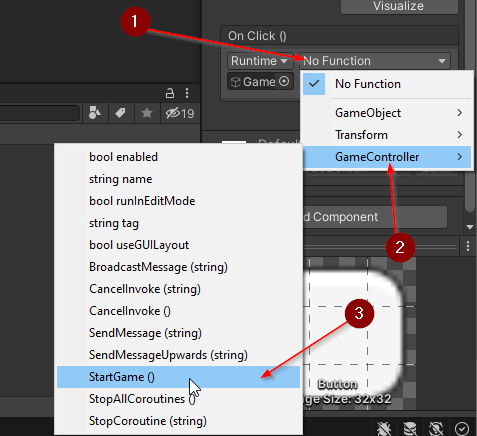 Visualize
1
On Click ()
Runtime
No Function
Game
No Function
GameObject
Transform
GameController
19
bool enabled
string name
bool runInEditMode
string tag
bool useGUILayout
BroadcastMessage (string)
CancelInvoke (string)
CancelInvoke ()
SendMessage (string)
SendMessageUpwards (string)
StartGame ()
StopAllCoroutines ()
StopCoroutine (string)
d Component
2
3
Button
ge Size: 32x32